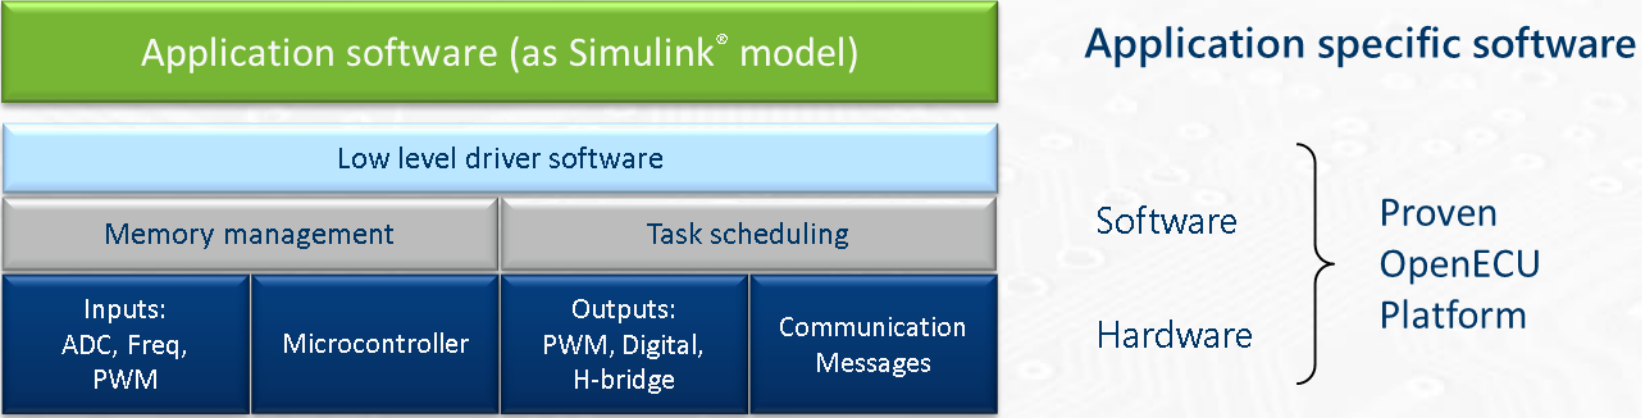 Application software (as Simulink® model)
Application specific software
Low level driver software
Memory management
Task scheduling
Inputs:
ADC, Freq,
PWM
Microcontroller
Outputs:
PWM, Digital,
H-bridge
Communication
Messages
Software
Hardware
Proven
OpenECU
Platform